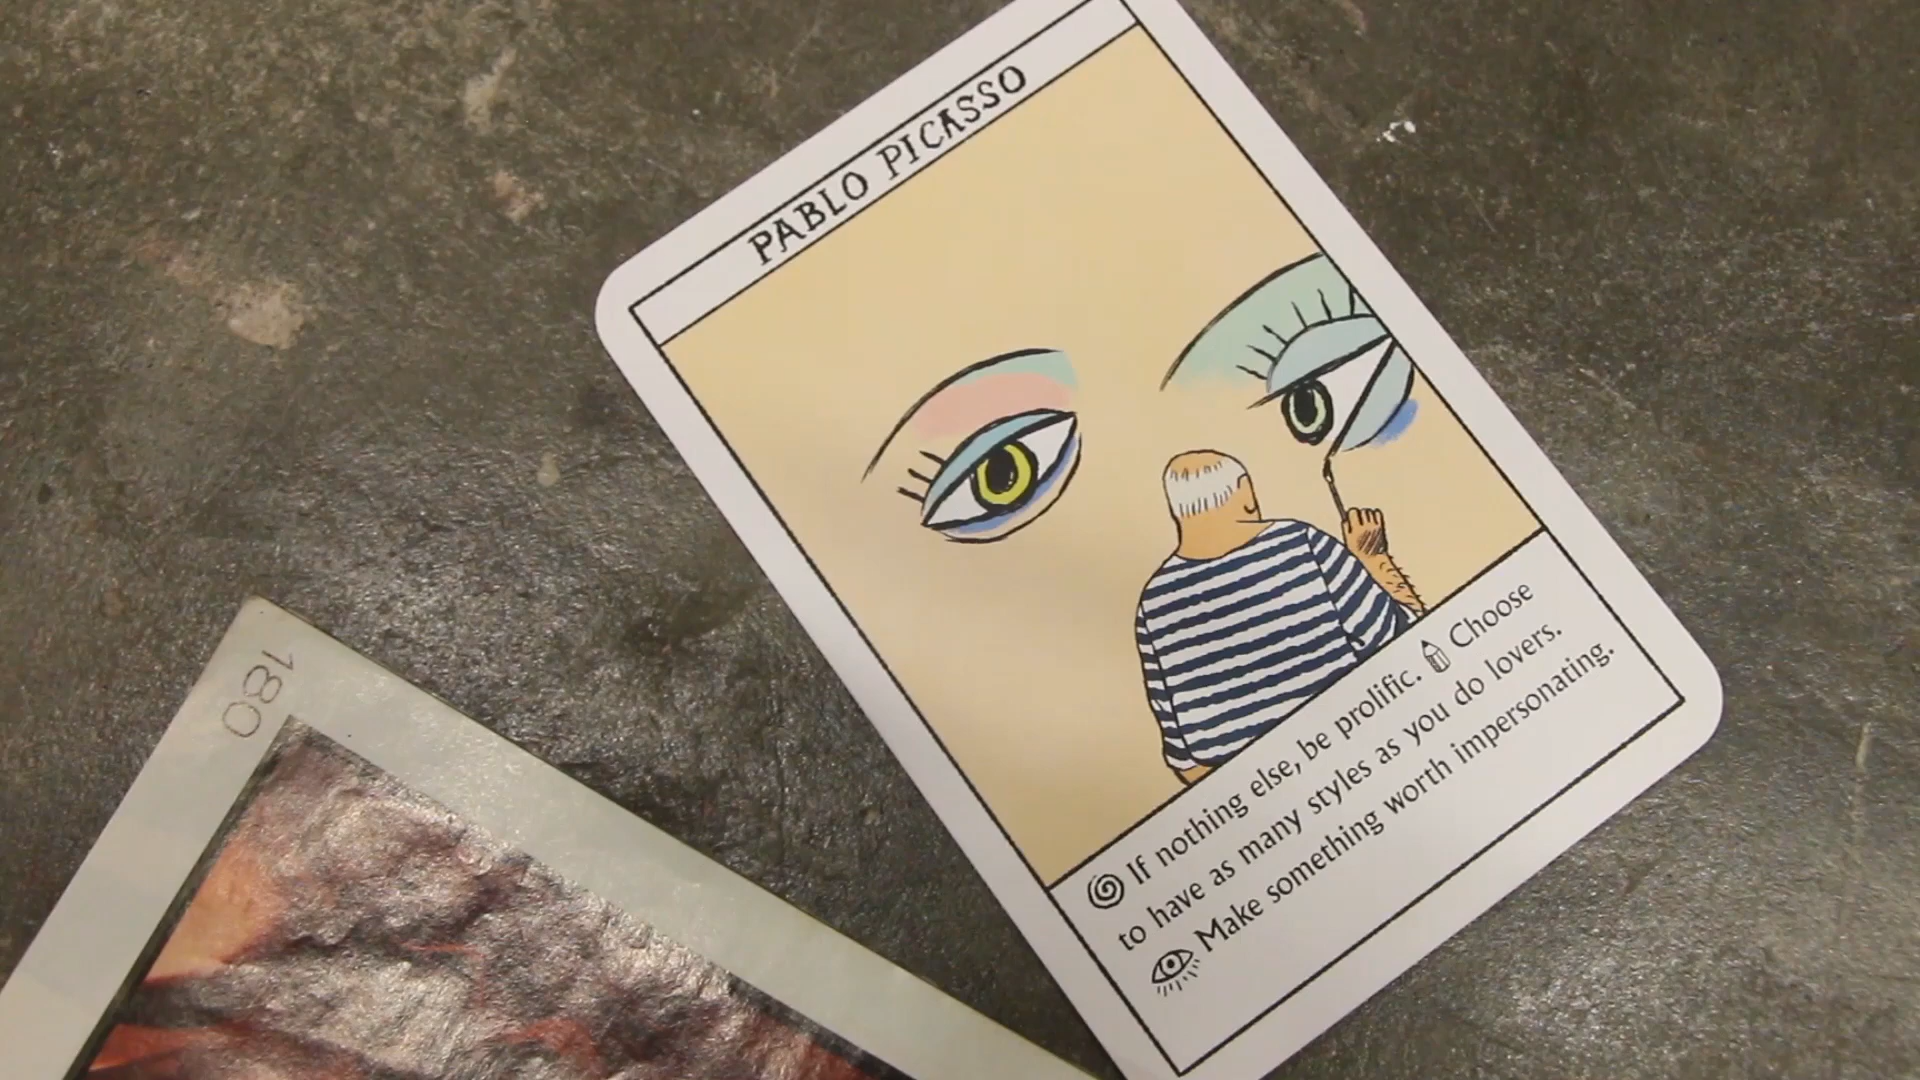 PABLO PICASSO
If nothing else, be prolific. Choose
to have as many styles as you do lovers.
Make something worth impersonating.
180